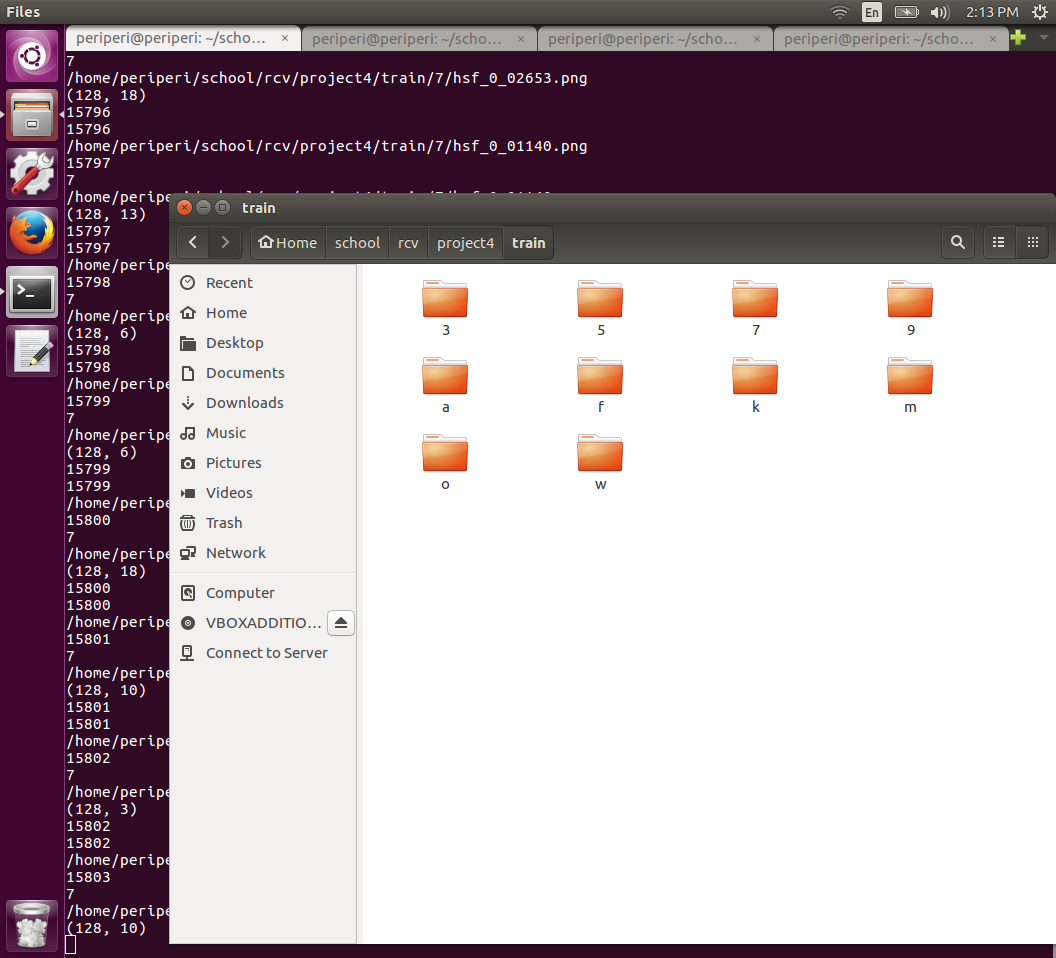 Files
En
2:13 PM
periperi@periperi: ~/scho... ×
periperi@periperi: ~/scho... ×
periperi@periperi: ~/scho... ×
periperi@periperi: ~/scho... ×
7
/home/periperi/school/rcv/project4/train/7/hsf_0_02653.png
(128, 18)
15796
15796
/home/periperi/school/rcv/project4/train/7/hsf_0_01140.png
15797
7
/home/peripe
(128, 13)
15797
15797
/home/peripe
15798
7
/home/peripe
(128, 6)
15798
15798
/home/peripe
15799
7
/home/peripe
(128, 6)
15799
15799
/home/peripe
15800
7
/home/peripe
(128, 18)
15800
15800
/home/peripe
15801
7
/home/peripe
(128, 10)
15801
15801
/home/peripe
15802
7
/home/peripe
(128, 3)
15802
15802
/home/peripe
15803
7
/home/peripe
(128, 10)
train
Home
school
rcv
project4
train
Recent
Home
Desktop
Documents
Downloads
Music
Pictures
Videos
Trash
Network
Computer
VBOXADDITIO...
Connect to Server
3 5 7 9
a f k m
o w